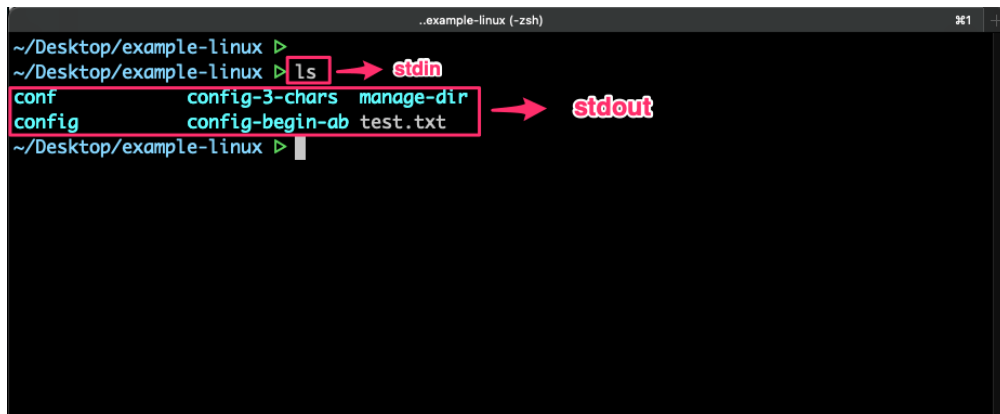 ..example-linux (-zsh) ⌘1
~/Desktop/example-linux ▷
~/Desktop/example-linux ▷ ls stdin
conf config-3-chars manage-dir
config config-begin-ab test.txt
stdout
~/Desktop/example-linux ▷